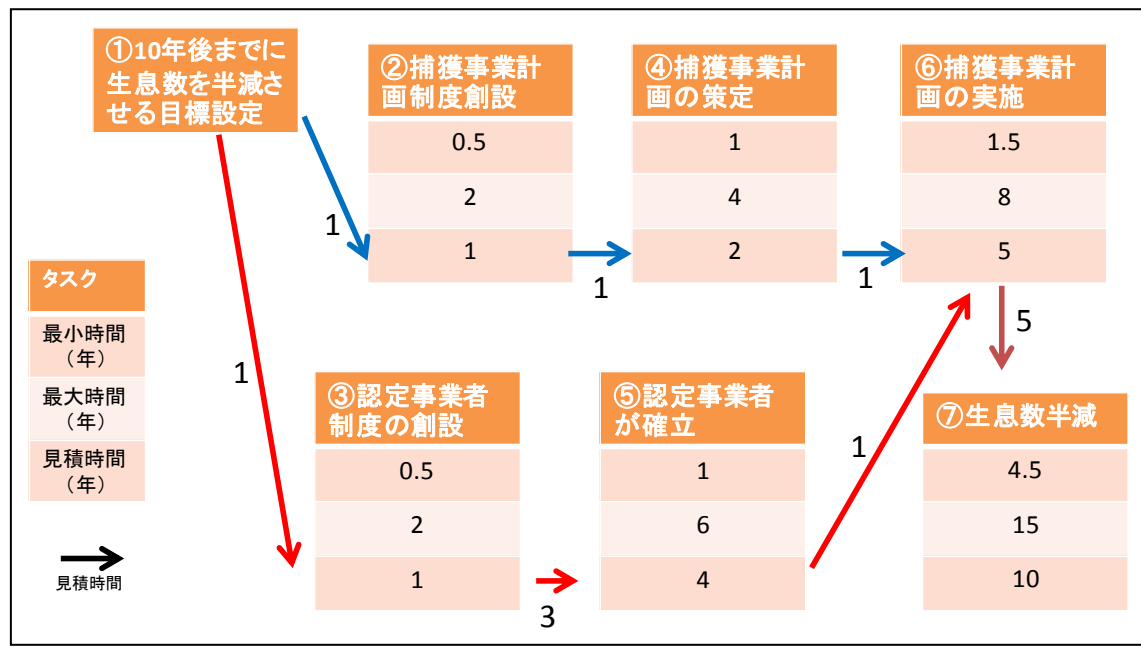 ①10年後までに
生息数を半減さ
せる目標設定
②捕獲事業計
画制度創設
0.5
2
1
④捕獲事業計
画の策定
1
4
2
⑥捕獲事業計
画の実施
1.5
8
5
1
1
1
5
タスク
最小時間
(年)
最大時間
(年)
見積時間
(年)
見積時間
1
③認定事業者
制度の創設
0.5
2
1
3
⑤認定事業者
が確立
1
6
4
1
⑦生息数半減
4.5
15
10